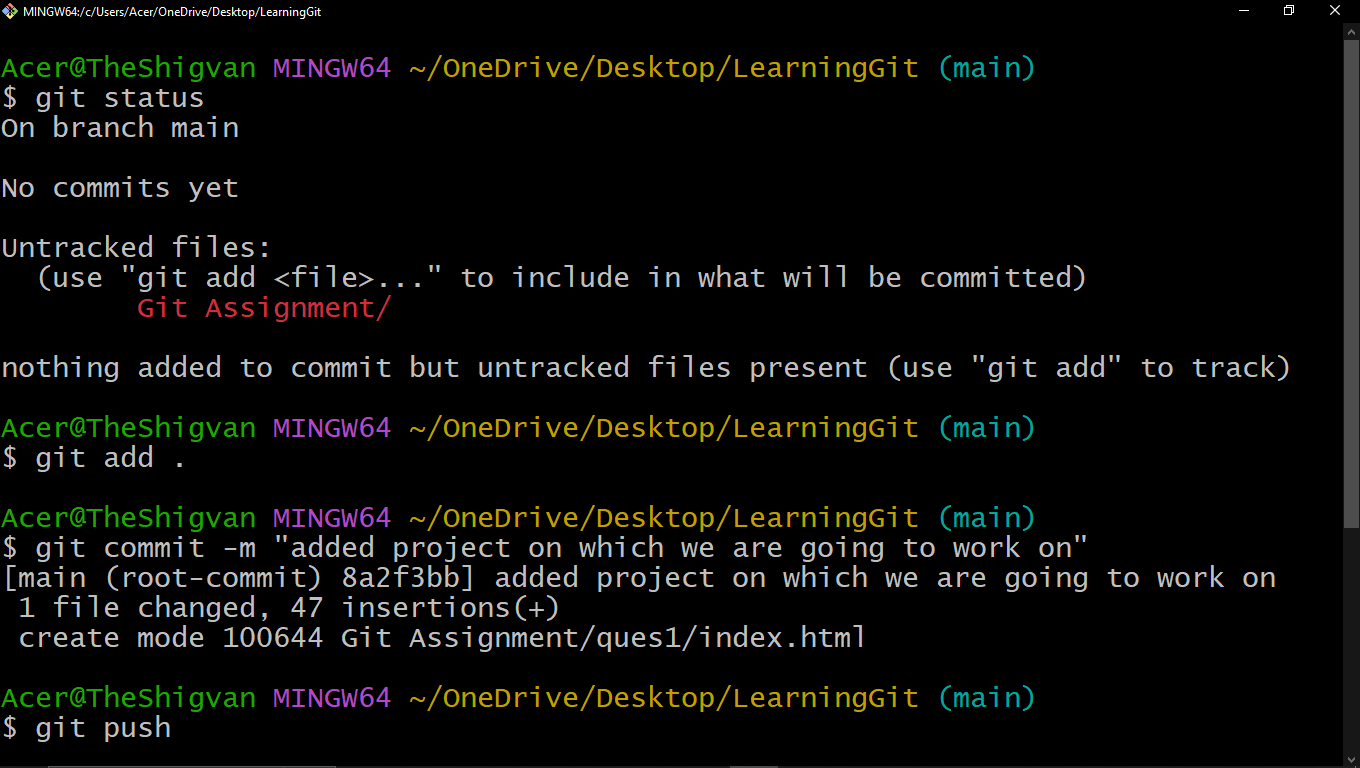 MINGW64:/c/Users/Acer/OneDrive/Desktop/LearningGit
Acer@TheShigvan MINGW64 ~/OneDrive/Desktop/LearningGit (main)
$ git status
On branch main
No commits yet
Untracked files:
  (use "git add <file>..." to include in what will be committed)
        Git Assignment/
nothing added to commit but untracked files present (use "git add" to track)
Acer@TheShigvan MINGW64 ~/OneDrive/Desktop/LearningGit (main)
$ git add .
Acer@TheShigvan MINGW64 ~/OneDrive/Desktop/LearningGit (main)
$ git commit -m "added project on which we are going to work on"
[main (root-commit) 8a2f3bb] added project on which we are going to work on
 1 file changed, 47 insertions(+)
 create mode 100644 Git Assignment/ques1/index.html
Acer@TheShigvan MINGW64 ~/OneDrive/Desktop/LearningGit (main)
$ git push